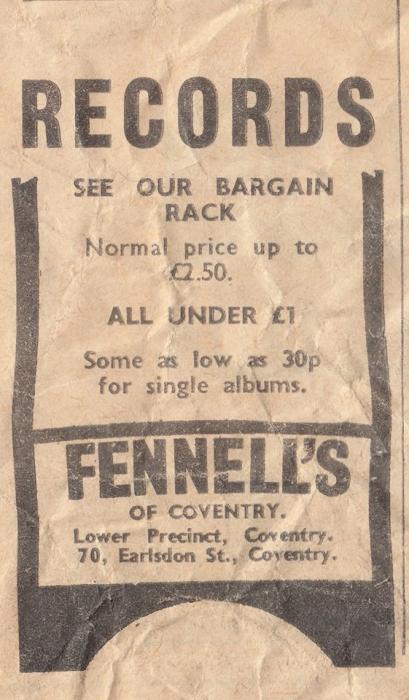 RECORDS
SEE OUR BARGAIN
RACK
Normal price up to
£2.50.
ALL UNDER £1
Some as low as 30p
for single albums.
FENNELL'S
OF COVENTRY.
Lower Precinct, Coventry.
70, Earlsdon St., Coventry.